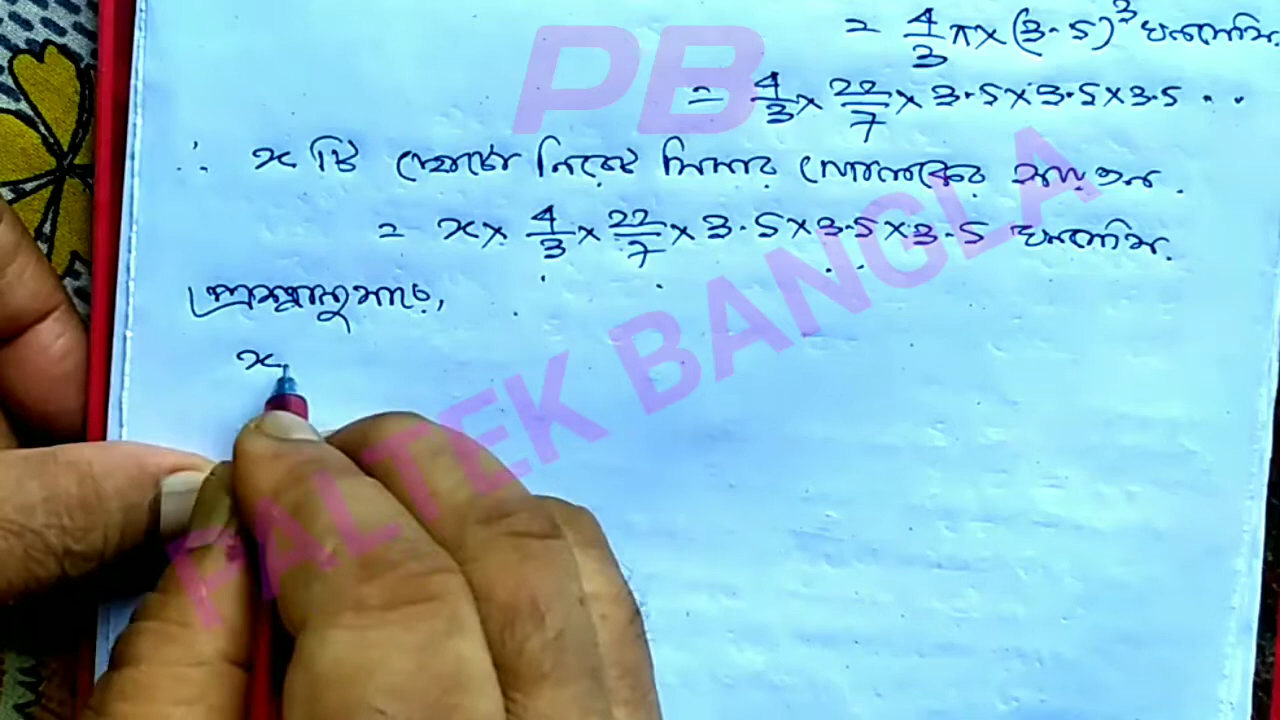 = 4/3 π × (3.5)³ ঘনসেমি.
= 4/3 × 22/7 × 3.5 × 3.5 × 3.5 . .
∴ x টি ছোটো নিরেট সিসার গোলকের আয়তন.
= x × 4/3 × 22/7 × 3.5 × 3.5 × 3.5 ঘনসেমি.
প্রশ্নানুসারে,
x
PB
FALTEK BANGLA